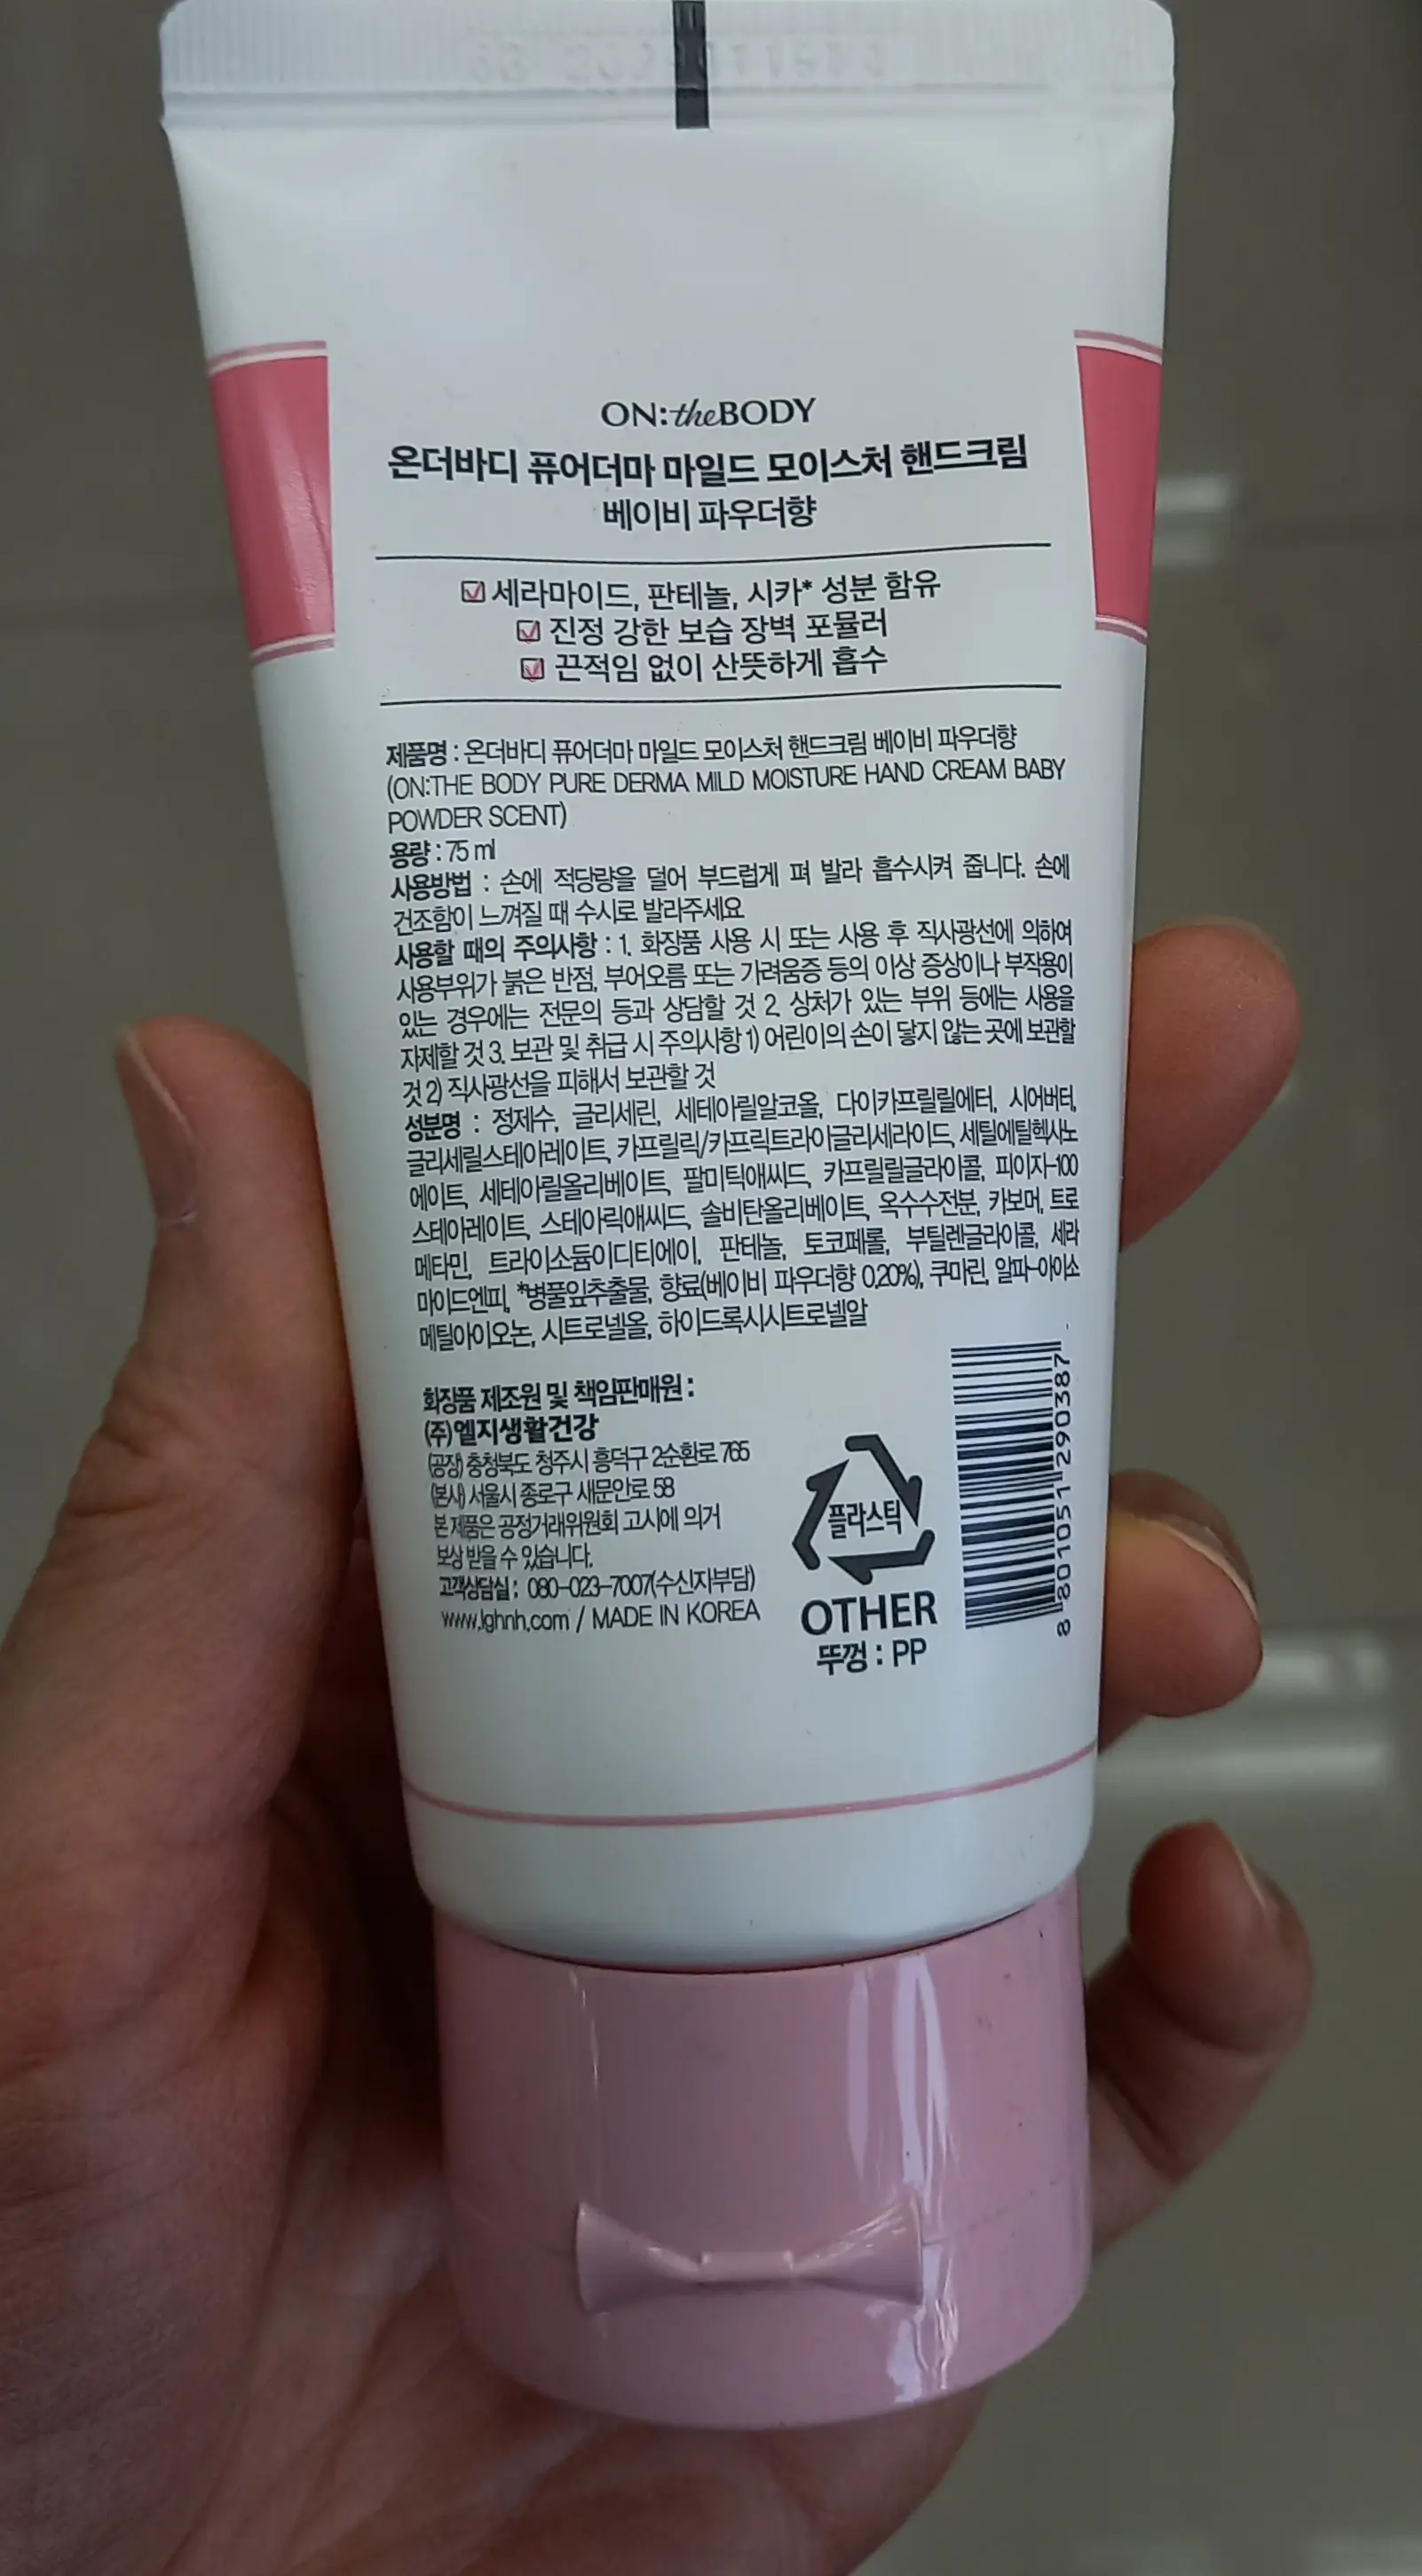 ON:theBODY
온더바디 퓨어더마 마일드 모이스처 핸드크림
베이비 파우더향
세라마이드, 판테놀, 시카* 성분 함유
진정 강한 보습 장벽 포뮬러
끈적임 없이 산뜻하게 흡수
제품명 : 온더바디 퓨어더마 마일드 모이스처 핸드크림 베이비 파우더향
(ON:THE BODY PURE DERMA MILD MOISTURE HAND CREAM BABY
POWDER SCENT)
용량 : 75 ml
사용방법 : 손에 적당량을 덜어 부드럽게 펴 발라 흡수시켜 줍니다. 손에
건조함이 느껴질 때 수시로 발라주세요
사용할 때의 주의사항 : 1. 화장품 사용 시 또는 사용 후 직사광선에 의하여
사용부위가 붉은 반점, 부어오름 또는 가려움증 등의 이상 증상이나 부작용이
있는 경우에는 전문의 등과 상담할 것 2. 상처가 있는 부위 등에는 사용을
자제할 것 3. 보관 및 취급 시 주의사항 1) 어린이의 손이 닿지 않는 곳에 보관할
것 2) 직사광선을 피해서 보관할 것
성분명 : 정제수, 글리세린, 세테아릴알코올, 다이카프릴릴에터, 시어버터,
글리세릴스테아레이트, 카프릴릭/카프릭트라이글리세라이드, 세틸에틸헥사노
에이트, 세테아릴올리베이트, 팔미틱애씨드, 카프릴릴글라이콜, 피이자-100
스테아레이트, 스테아릭애씨드, 솔비탄올리베이트, 옥수수전분, 카보머, 트로
메타민, 트라이소듐이디티에이, 판테놀, 토코페롤, 부틸렌글라이콜, 세라
마이드엔피, *병풀잎추출물, 향료(베이비 파우더향 0.20%), 쿠마린, 알파-아이소
메틸아이오논, 시트로넬올, 하이드록시시트로넬알
화장품 제조원 및 책임판매원 :
(주)엘지생활건강
(공장) 충청북도 청주시 흥덕구 2순환로 765
(본사) 서울시 종로구 새문안로 58
본 제품은 공정거래위원회 고시에 의거
보상 받을 수 있습니다.
고객상담실 : 080-023-7007(수신자부담)
www.lghnh.com / MADE IN KOREA
플라스틱
OTHER
뚜껑 : PP
8 801051 290387